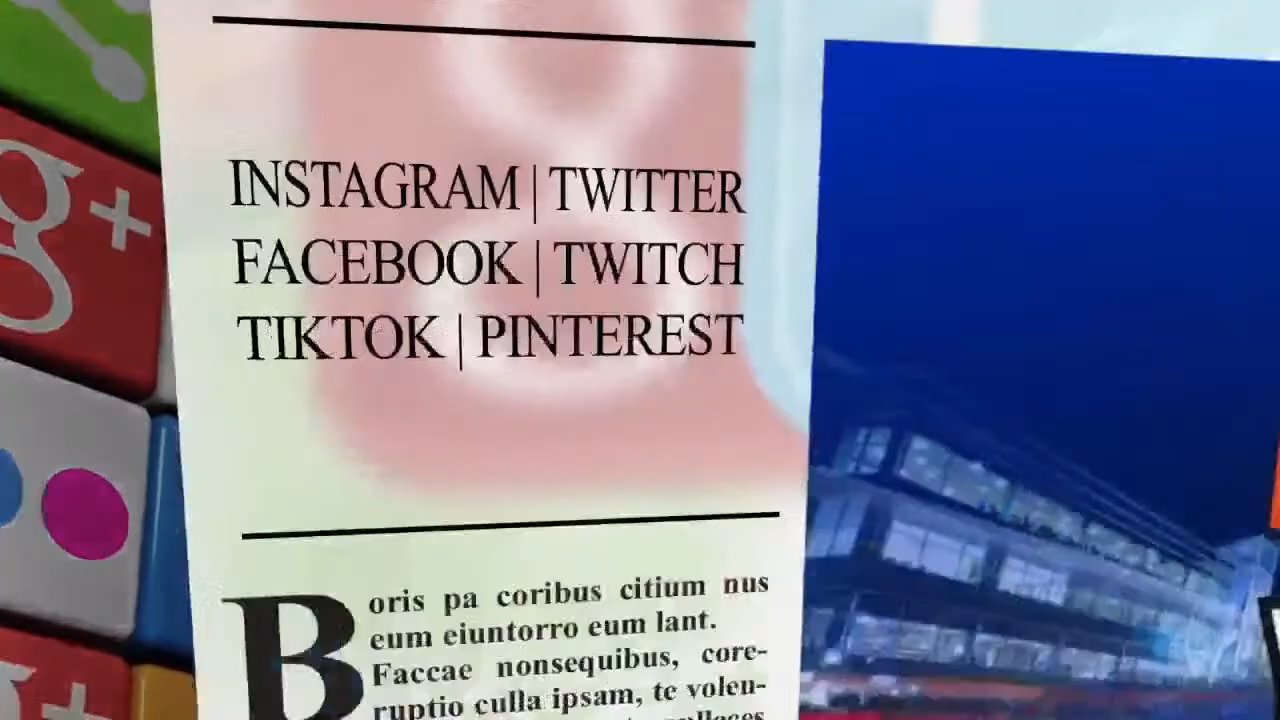 g+
INSTAGRAM | TWITTER
FACEBOOK | TWITCH
TIKTOK | PINTEREST
Boris pa coribus citium nus
eum eiuntorro eum lant.
Faccae nonsequibus, core-
ruptio culla ipsam, te voleu-